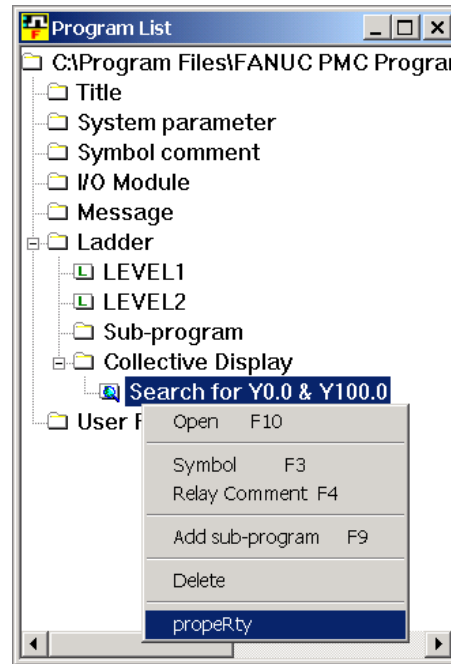 Program List
C:\Program Files\FANUC PMC Progra
Title
System parameter
Symbol comment
I/O Module
Message
Ladder
L LEVEL1
L LEVEL2
Sub-program
Collective Display
Search for Y0.0 & Y100.0
User F
Open F10
Symbol F3
Relay Comment F4
Add sub-program F9
Delete
propeRty